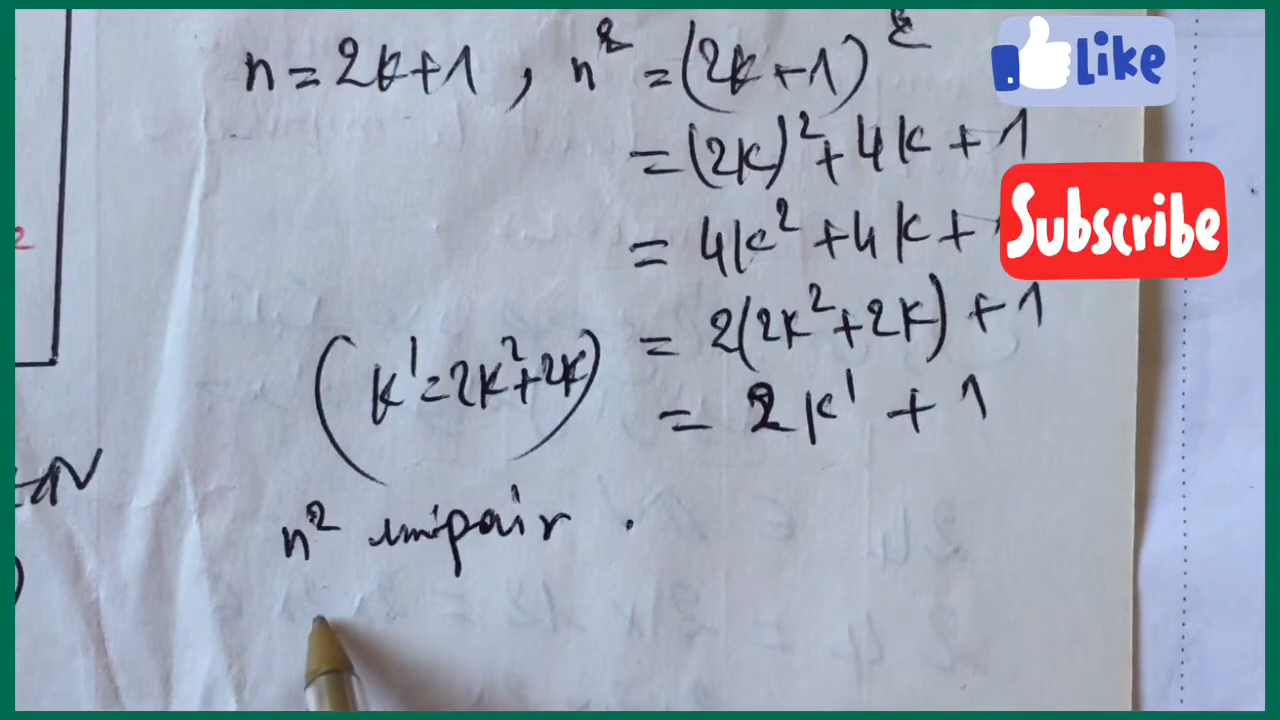 n = 2k+1 , n² = (2k+1)²
= (2k)² + 4k + 1
= 4k² + 4k +
= 2(2k² + 2k) + 1
(k' = 2k² + 2k)
= 2k' + 1
n² impair .
Like
Subscribe